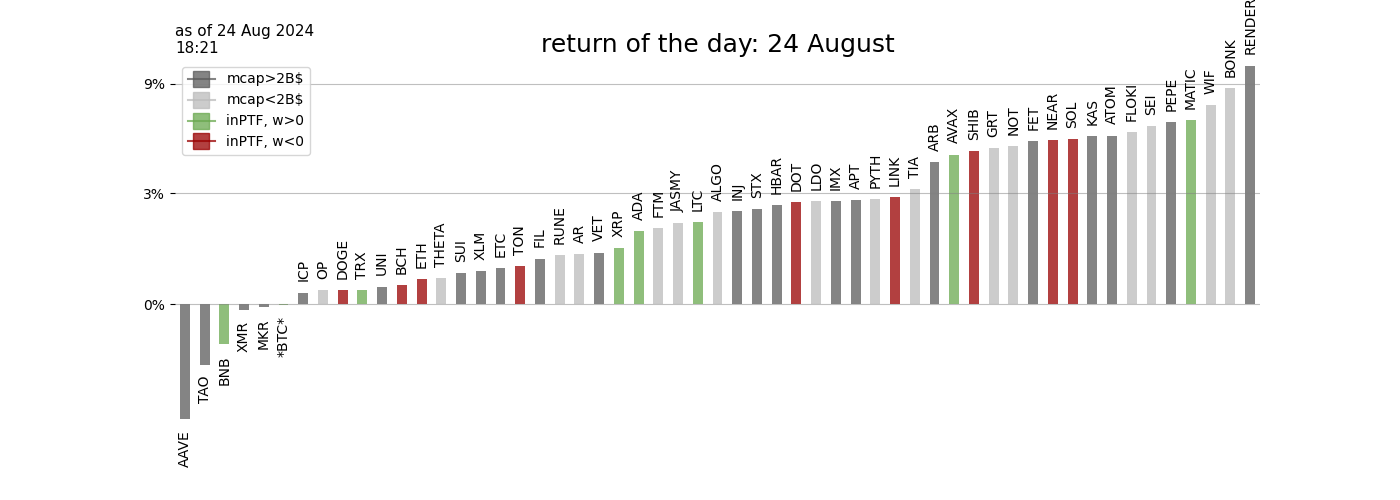 as of 24 Aug 2024
18:21
return of the day: 24 August
mcap>2B$
mcap<2B$
inPTF, w>0
inPTF, w<0
9%
3%
0%
AAVE
TAO
BNB
XMR
MKR
*BTC*
ICP
OP
DOGE
TRX
UNI
BCH
ETH
THETA
SUI
XLM
ETC
TON
FIL
RUNE
AR
VET
XRP
ADA
FTM
JASMY
LTC
ALGO
INJ
STX
HBAR
DOT
LDO
IMX
APT
PYTH
LINK
TIA
ARB
AVAX
SHIB
GRT
NOT
FET
NEAR
SOL
KAS
ATOM
FLOKI
SEI
PEPE
MATIC
WIF
BONK
RENDER